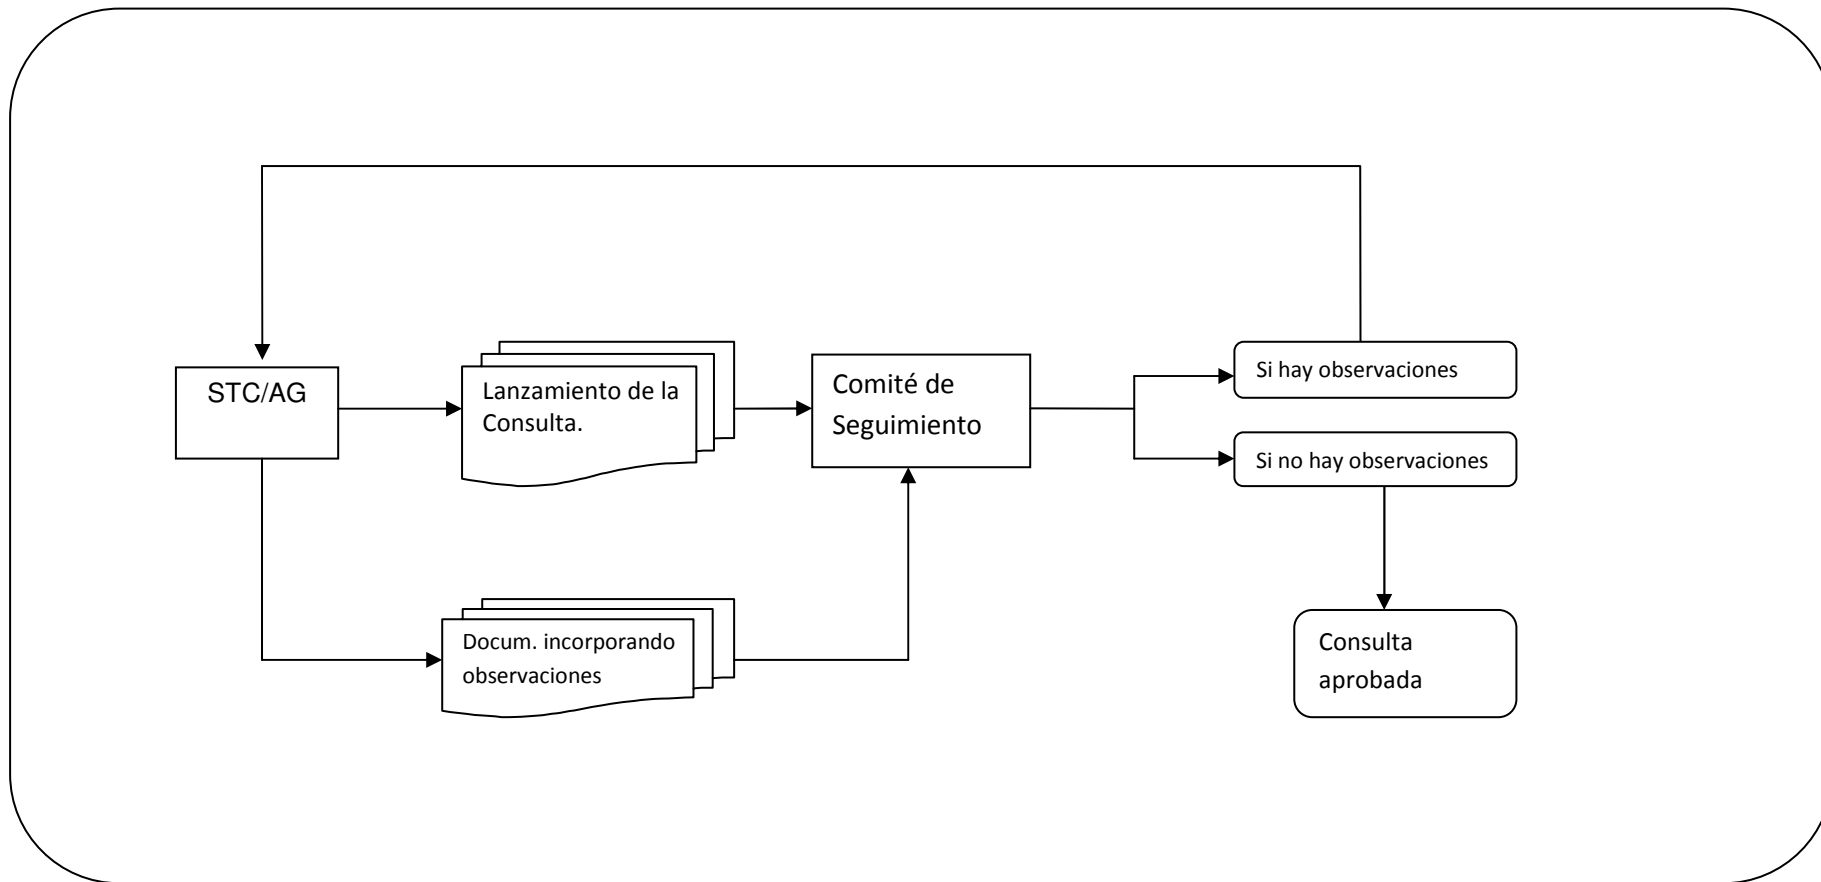 STC/AG
Lanzamiento de la
Consulta.
Comité de
Seguimiento
Si hay observaciones
Si no hay observaciones
Docum. incorporando
observaciones
Consulta
aprobada